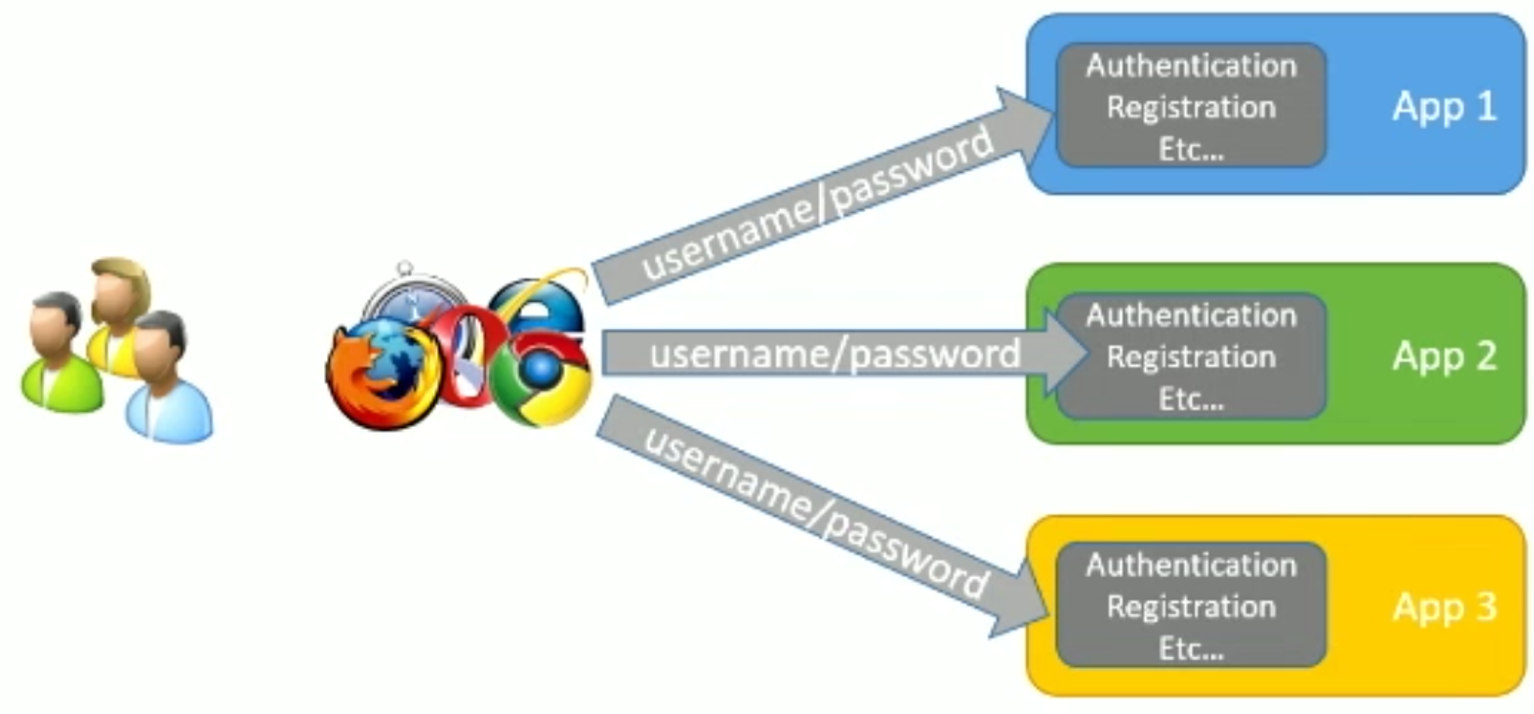 Authentication
Registration
Etc...
App 1
username/password
username/password
Authentication
Registration
Etc...
App 2
username/password
Authentication
Registration
Etc...
App 3